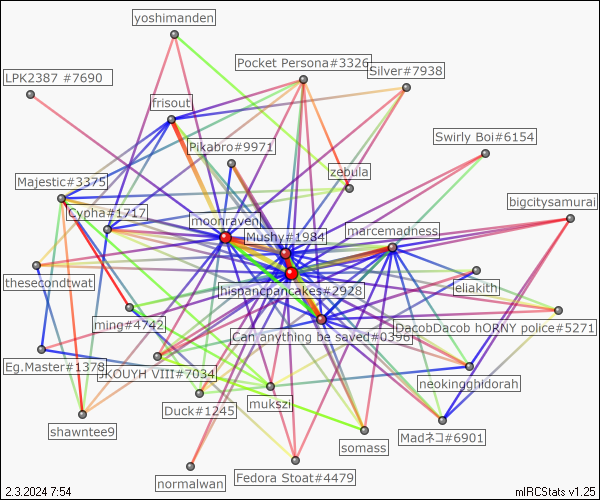 yoshimanden
Pocket Persona#3326
Silver#7938
LPK2387 #7690
frisout
Swirly Boi#6154
Pikabro#9971
zebula
Majestic#3375
bigcitysamurai
Cypha#1717
moonraven
marcemadness
Mushy#1984
thesecondtwat
hispancpancakes#2928
eliakith
ming#4742
Can anything be saved#0396
DacobDacob hORNY police#5271
Eg.Master#1378
JKOUYH VIII#7034
neokingghidorah
Duck#1245
mukszi
shawntee9
somass
Madネコ#6901
normalwan
Fedora Stoat#4479
2.3.2024 7:54
mIRCStats v1.25